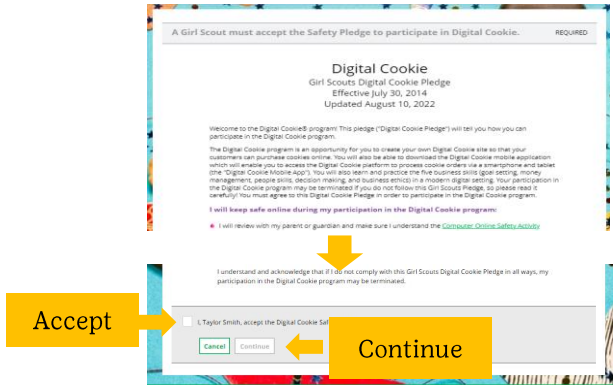 A Girl Scout must accept the Safety Pledge to participate in Digital Cookie. REQUIRED
Digital Cookie
Girl Scouts Digital Cookie Pledge
Effective July 30, 2014
Updated August 10, 2022
Welcome to the Digital Cookie® program! This pledge ("Digital Cookie Pledge") will tell you how you can
participate in the Digital Cookie program.
The Digital Cookie program is an opportunity for you to create your own Digital Cookie site so that your
customers can purchase cookies online. You will also be able to download the Digital Cookie mobile application
which will enable you to access the Digital Cookie platform to process cookie orders via a smartphone and tablet
(the "Digital Cookie Mobile App"). You will also learn and practice the five business skills (goal setting, money
management, people skills, decision making, and business ethics) in a modern digital setting. Your participation in
the Digital Cookie program may be terminated if you do not follow this Girl Scouts Pledge, so please read it
carefully! You must agree to this Digital Cookie Pledge in order to participate in the Digital Cookie program.
I will keep safe online during my participation in the Digital Cookie program:
I will review with my parent or guardian and make sure I understand the Computer Online Safety Activity
I understand and acknowledge that if I do not comply with this Girl Scouts Digital Cookie Pledge in all ways, my
participation in the Digital Cookie program may be terminated.
Accept
I, Taylor Smith, accept the Digital Cookie Saf
Cancel Continue
Continue